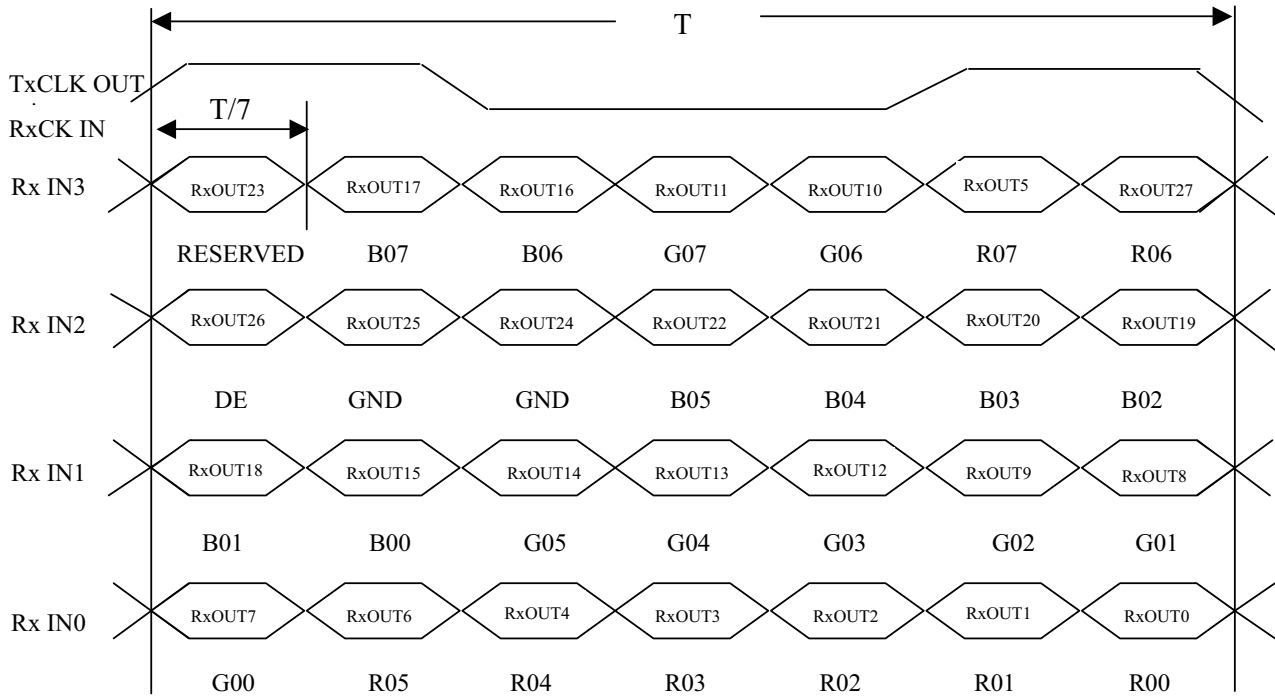 T
TxCLK OUT
T/7
RxCK IN
Rx IN3 RxOUT23 RxOUT17 RxOUT16 RxOUT11 RxOUT10 RxOUT5 RxOUT27
RESERVED B07 B06 G07 G06 R07 R06
Rx IN2 RxOUT26 RxOUT25 RxOUT24 RxOUT22 RxOUT21 RxOUT20 RxOUT19
DE GND GND B05 B04 B03 B02
Rx IN1 RxOUT18 RxOUT15 RxOUT14 RxOUT13 RxOUT12 RxOUT9 RxOUT8
B01 B00 G05 G04 G03 G02 G01
Rx IN0 RxOUT7 RxOUT6 RxOUT4 RxOUT3 RxOUT2 RxOUT1 RxOUT0
G00 R05 R04 R03 R02 R01 R00